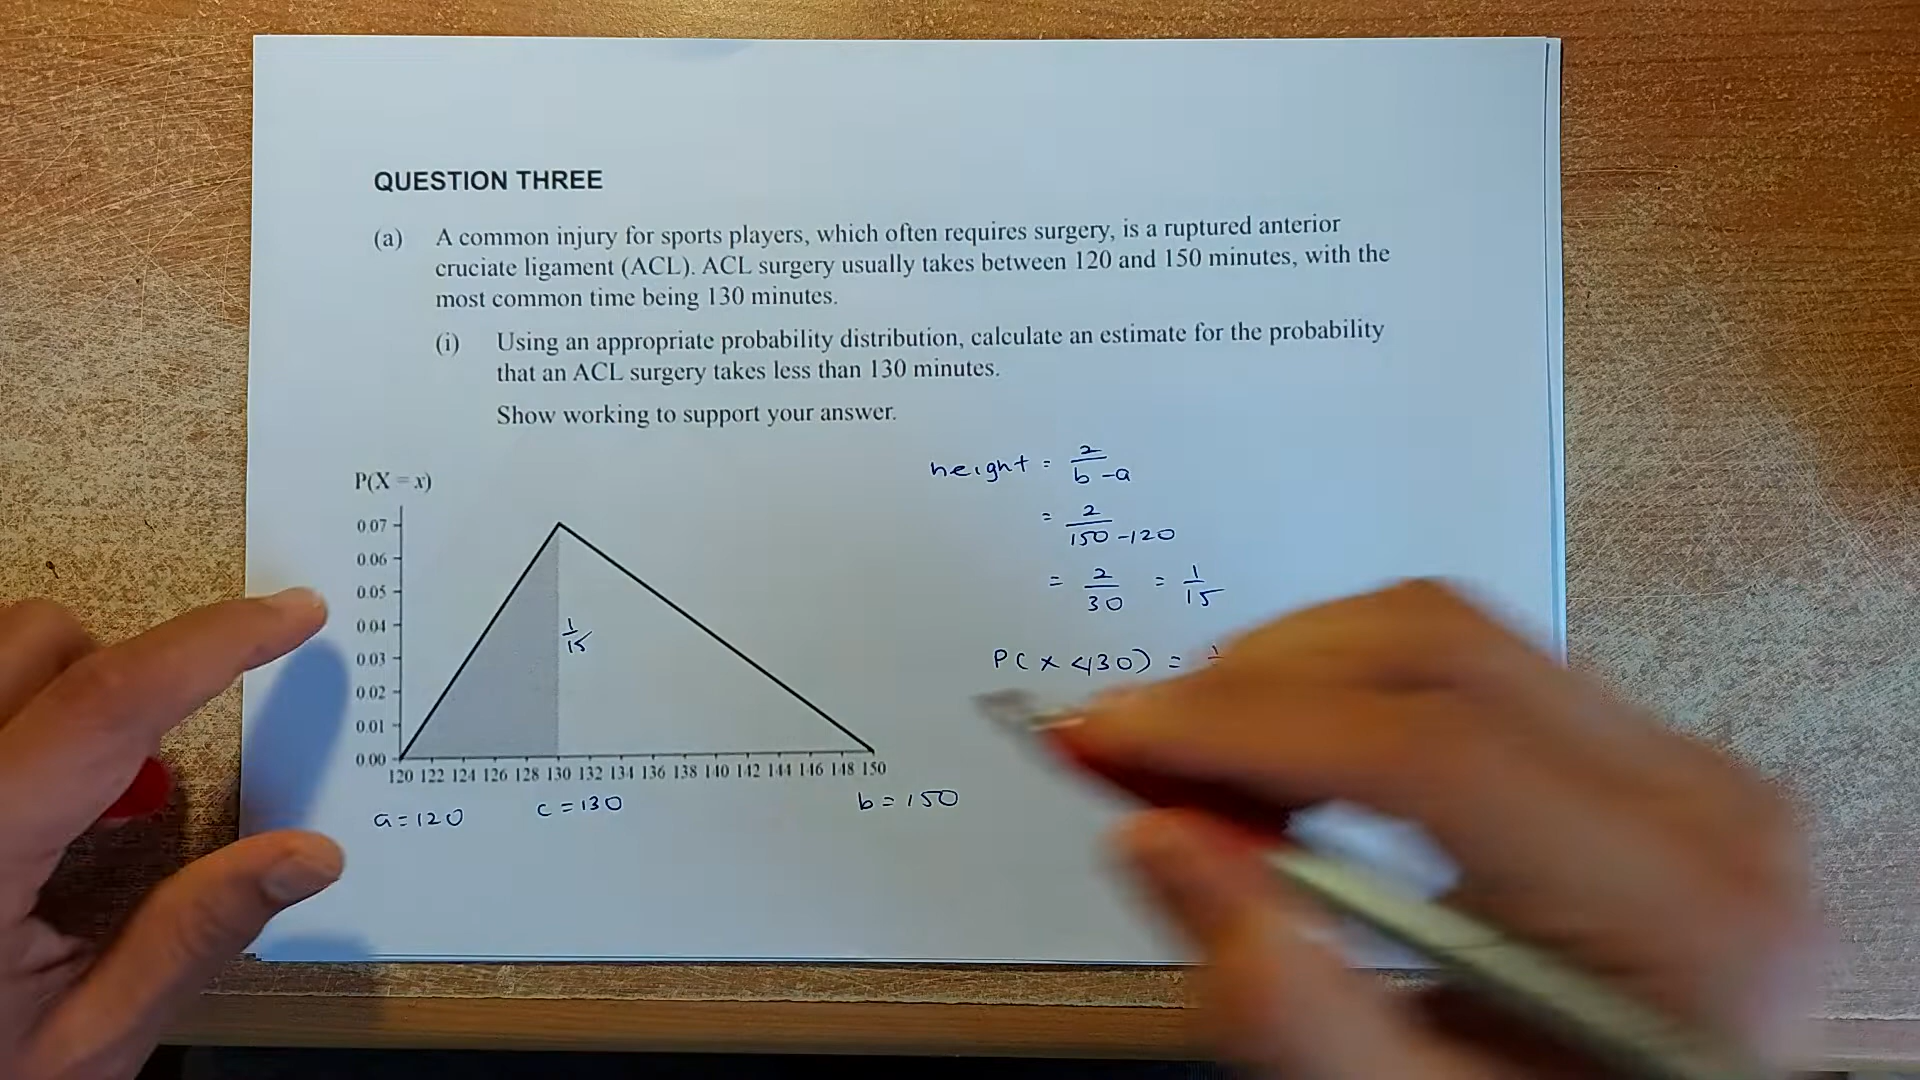 QUESTION THREE
(a) A common injury for sports players, which often requires surgery, is a ruptured anterior
cruciate ligament (ACL). ACL surgery usually takes between 120 and 150 minutes, with the
most common time being 130 minutes.
(i) Using an appropriate probability distribution, calculate an estimate for the probability
that an ACL surgery takes less than 130 minutes.
Show working to support your answer.
P(X = x)
0.07
0.06
0.05
0.04
0.03
0.02
0.01
0.00
120 122 124 126 128 130 132 134 136 138 140 142 144 146 148 150
1/15
a = 120
c = 130
b = 150
height = 2/(b - a)
= 2/(150 - 120)
= 2/30 = 1/15
P(X < 130) =